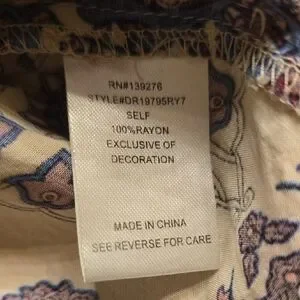 RN#139276
STYLE#DR19795RY7
SELF
100%RAYON
EXCLUSIVE OF
DECORATION
MADE IN CHINA
SEE REVERSE FOR CARE